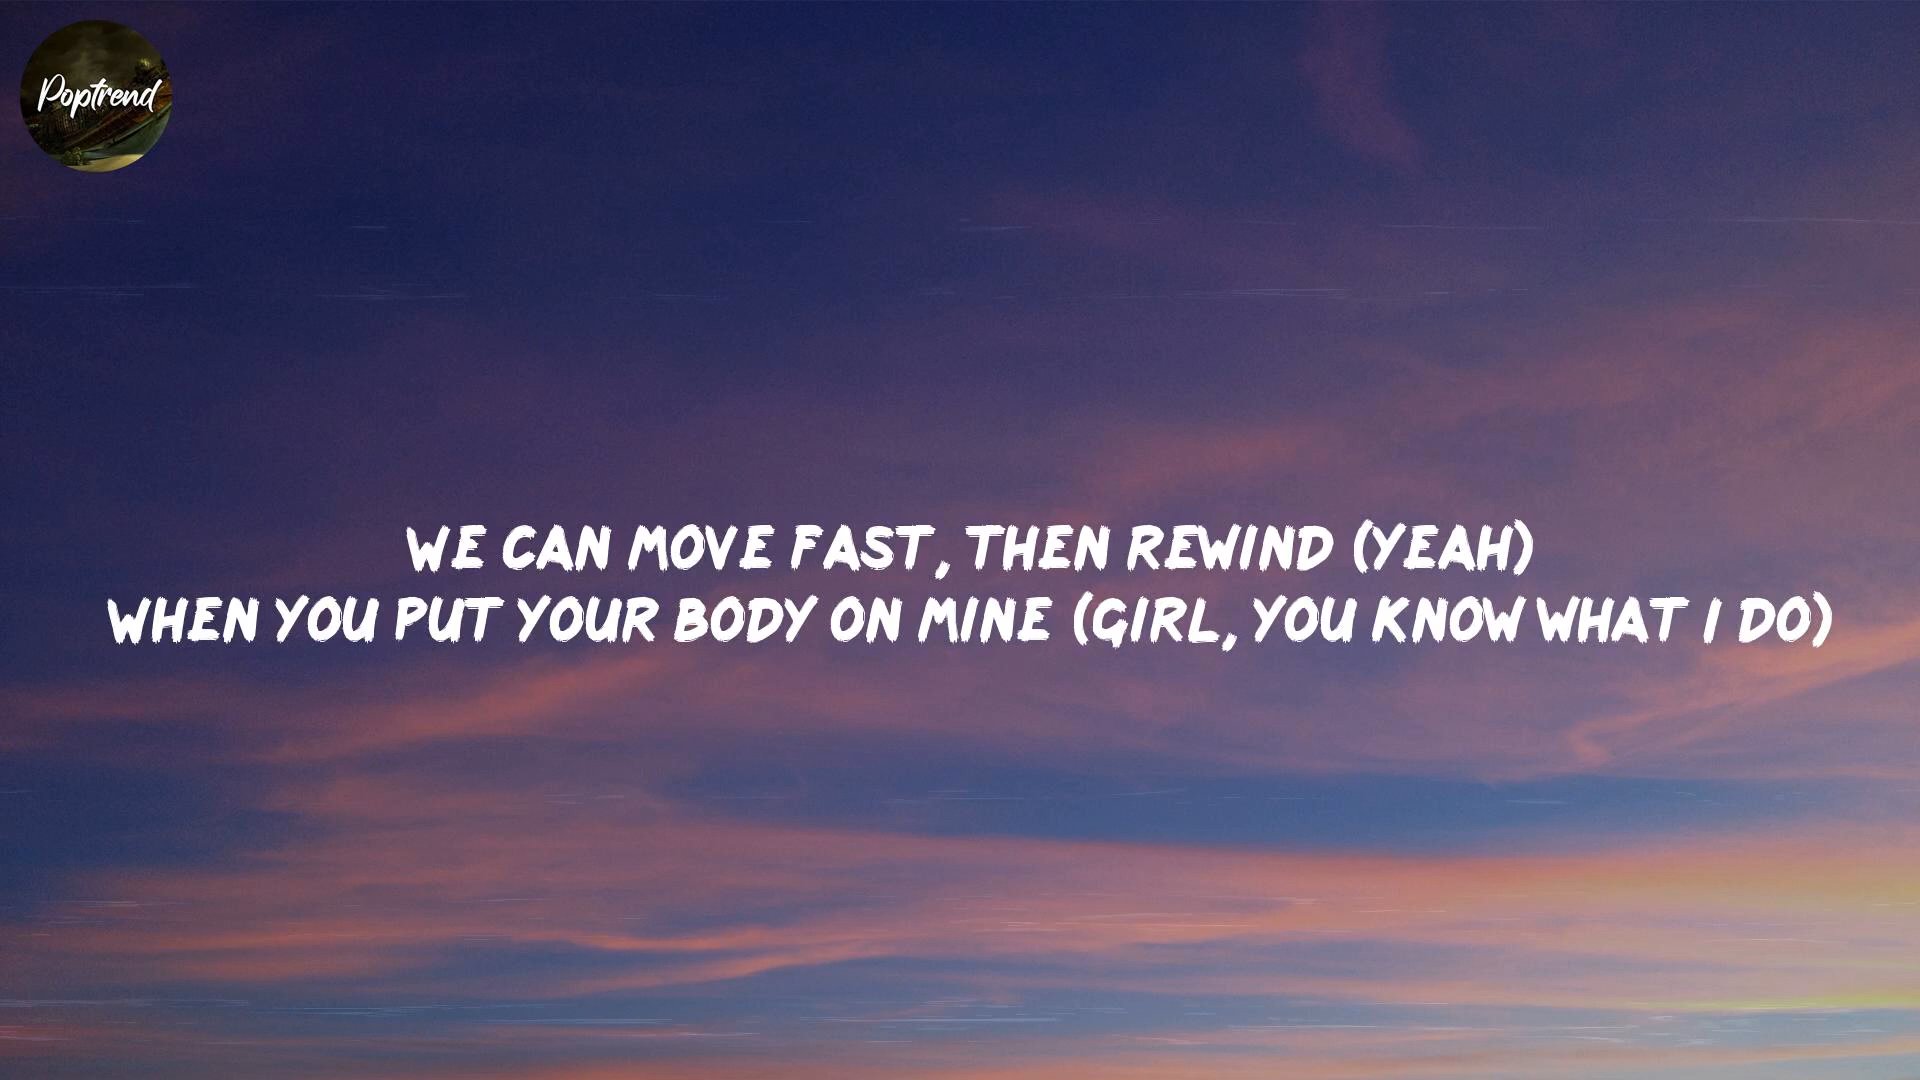 Poptrend
WE CAN MOVE FAST, THEN REWIND (YEAH)
WHEN YOU PUT YOUR BODY ON MINE (GIRL, YOU KNOW WHAT I DO)